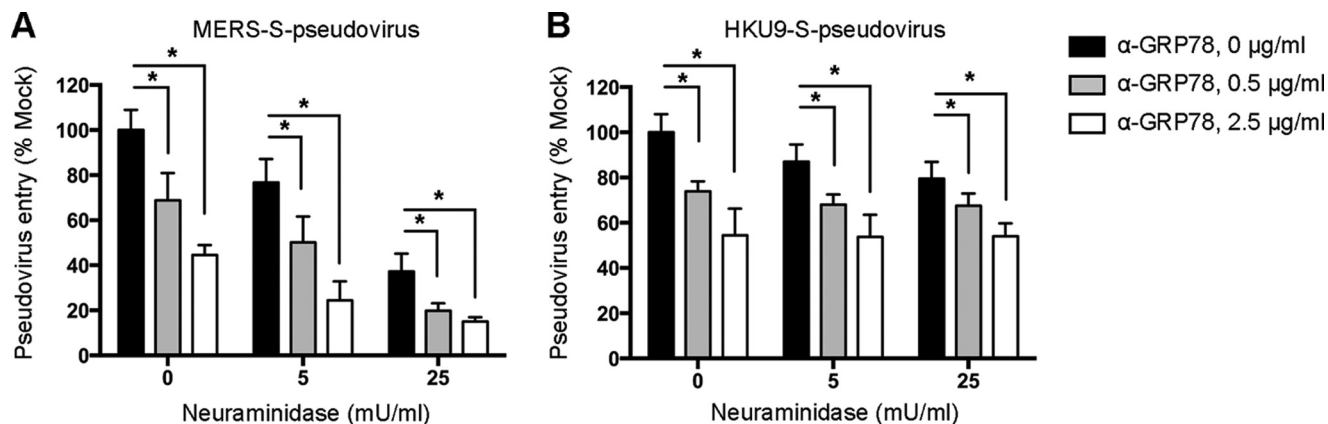 A
MERS-S-pseudovirus
Pseudovirus entry (% Mock)
120
100
80
60
40
20
0
* *
* *
* *
0 5 25
Neuraminidase (mU/ml)
B
HKU9-S-pseudovirus
Pseudovirus entry (% Mock)
120
100
80
60
40
20
0
* *
* *
* *
0 5 25
Neuraminidase (mU/ml)
α-GRP78, 0 µg/ml
α-GRP78, 0.5 µg/ml
α-GRP78, 2.5 µg/ml